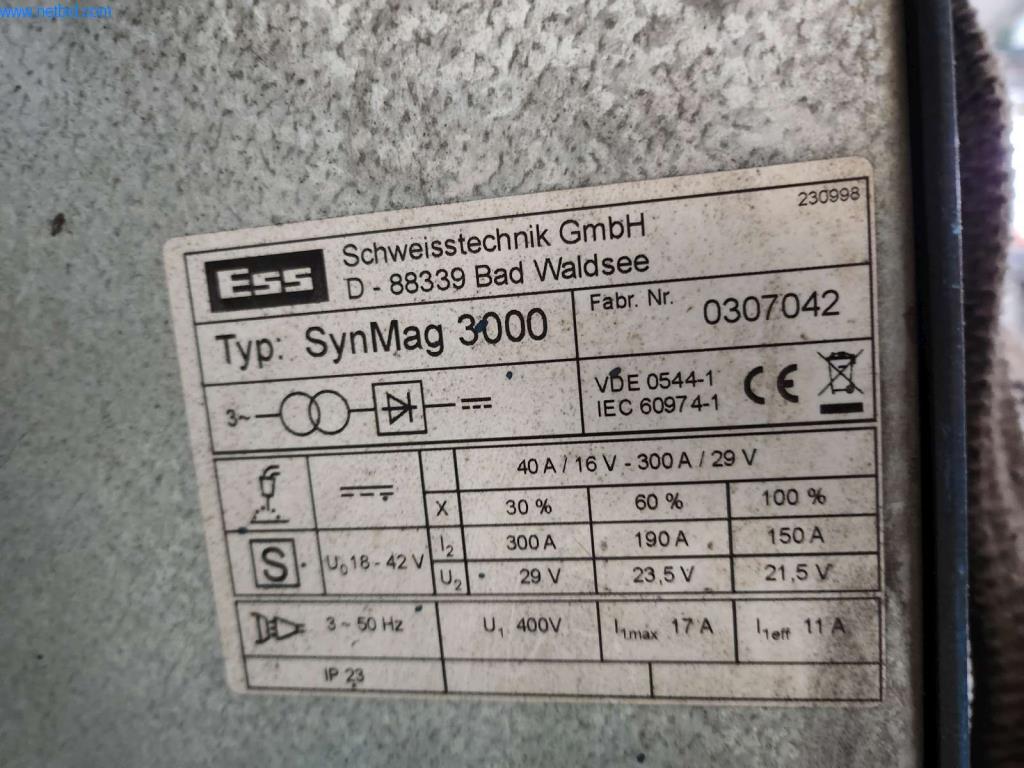 www.netbid.com
230998
ESS
Schweisstechnik GmbH
D - 88339 Bad Waldsee
Typ: SynMag 3000
Fabr. Nr. 0307042
3~
VDE 0544-1
IEC 60974-1
CE
40 A / 16 V - 300 A / 29 V
X 30 % 60 % 100 %
I2 300 A 190 A 150 A
S U0 18 - 42 V
U2 29 V 23,5 V 21,5 V
3 ~ 50 Hz U1 400V I1max 17 A I1eff 11 A
IP 23